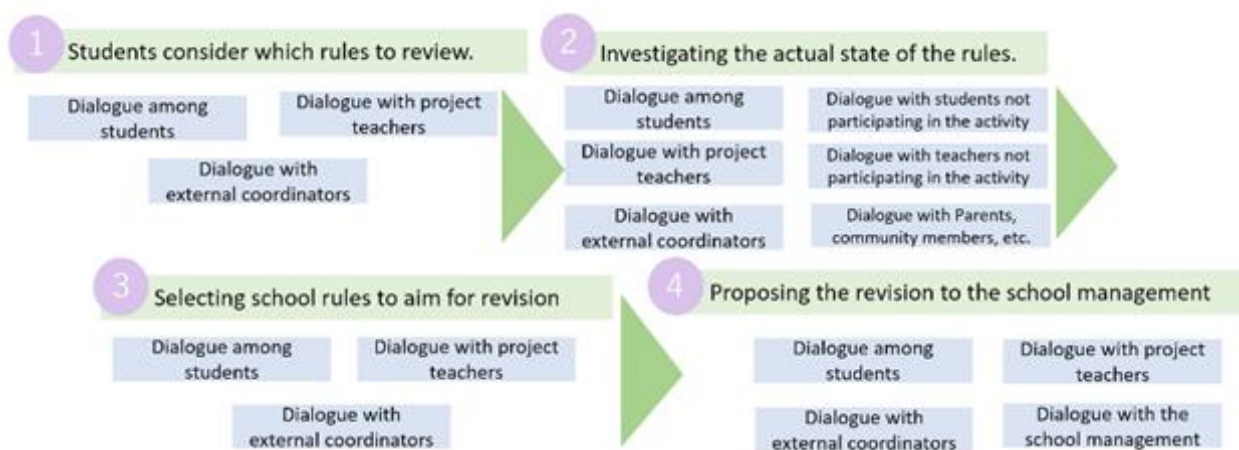 1
Students consider which rules to review.
Dialogue among
students
Dialogue with project
teachers
Dialogue with
external coordinators
2
Investigating the actual state of the rules.
Dialogue among
students
Dialogue with students not
participating in the activity
Dialogue with project
teachers
Dialogue with teachers not
participating in the activity
Dialogue with
external coordinators
Dialogue with Parents,
community members, etc.
3
Selecting school rules to aim for revision
Dialogue among
students
Dialogue with project
teachers
Dialogue with
external coordinators
4
Proposing the revision to the school management
Dialogue among
students
Dialogue with project
teachers
Dialogue with
external coordinators
Dialogue with the
school management